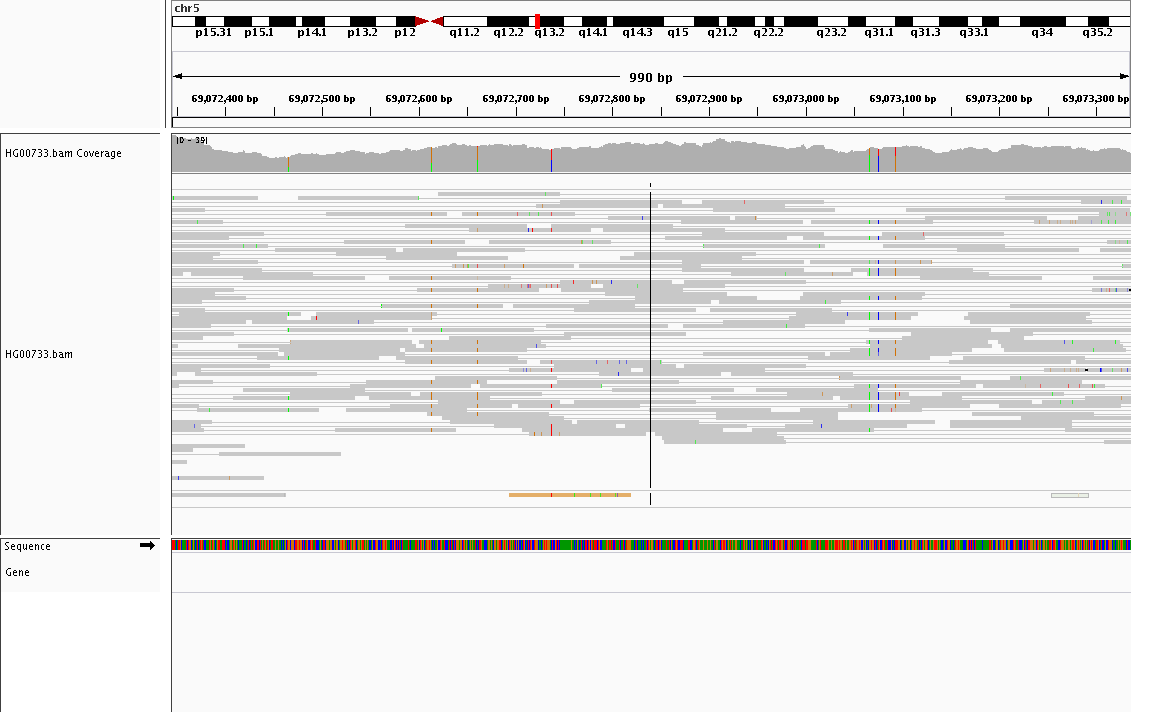 chr5
p15.31 p15.1 p14.1 p13.2 p12 q11.2 q12.2 q13.2 q14.1 q14.3 q15 q21.2 q22.2 q23.2 q31.1 q31.3 q33.1 q34 q35.2
990 bp
69,072,400 bp 69,072,500 bp 69,072,600 bp 69,072,700 bp 69,072,800 bp 69,072,900 bp 69,073,000 bp 69,073,100 bp 69,073,200 bp 69,073,300 bp
HG00733.bam Coverage
[0 - 39]
HG00733.bam
Sequence
Gene